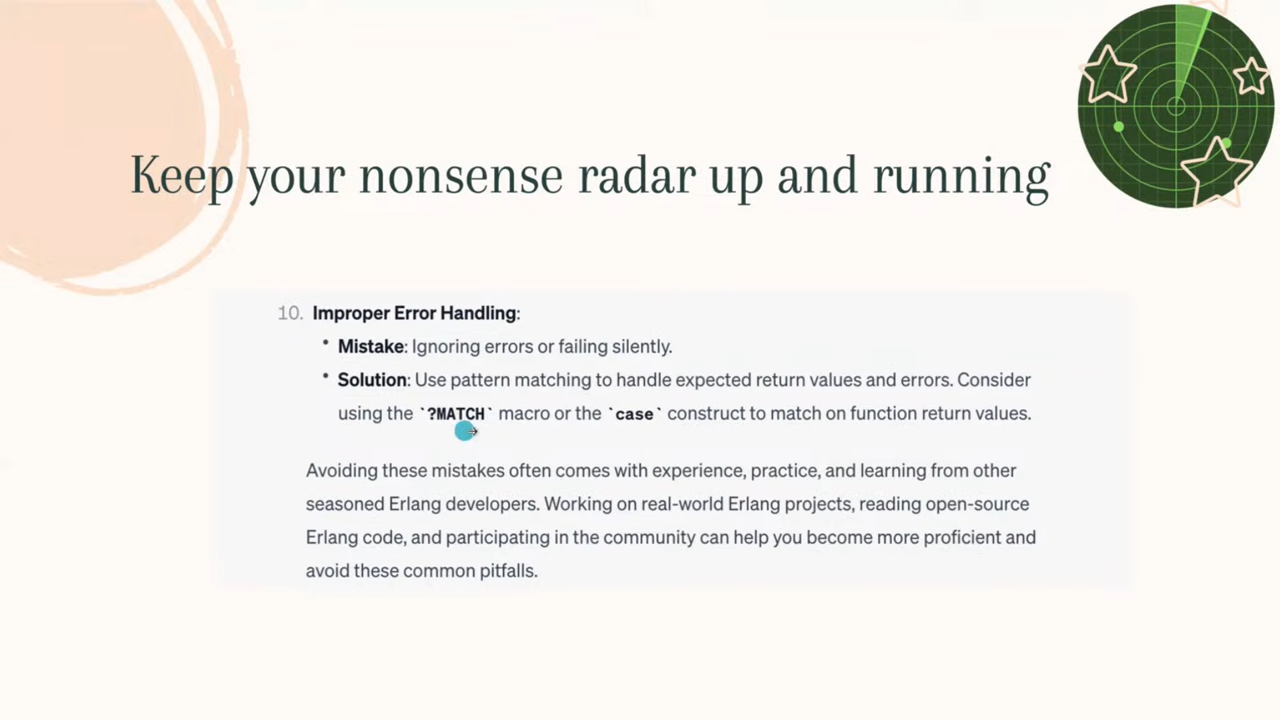 Keep your nonsense radar up and running
10. Improper Error Handling:
• Mistake: Ignoring errors or failing silently.
• Solution: Use pattern matching to handle expected return values and errors. Consider
using the `?MATCH` macro or the `case` construct to match on function return values.
Avoiding these mistakes often comes with experience, practice, and learning from other
seasoned Erlang developers. Working on real-world Erlang projects, reading open-source
Erlang code, and participating in the community can help you become more proficient and
avoid these common pitfalls.